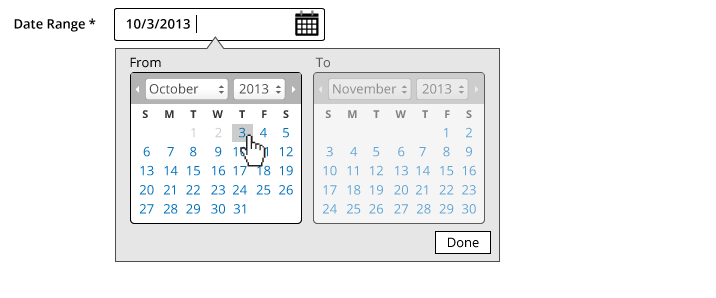 Date Range * 10/3/2013
From To
October 2013 November 2013
S M T W T F S S M T W T F S
1 2 3 4 5 1 2
6 7 8 9 12 3 4 5 6 7 8 9
13 14 15 16 17 18 19 10 11 12 13 14 15 16
20 21 22 23 24 25 26 17 18 19 20 21 22 23
27 28 29 30 31 24 25 26 27 28 29 30
Done